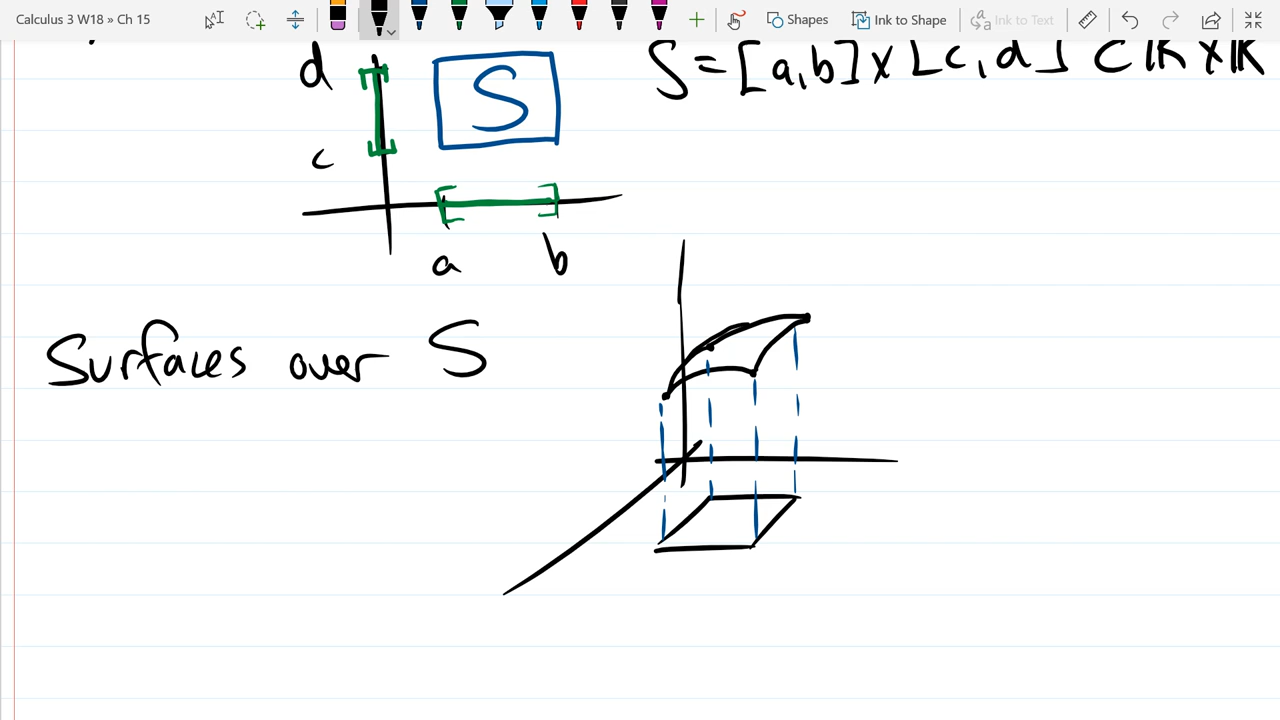 Calculus 3 W18 » Ch 15
Shapes
Ink to Shape
Ink to Text
d
S
S = [a,b] x [c,d] ⊂ ℝ x ℝ
c
a
b
Surfaces over S